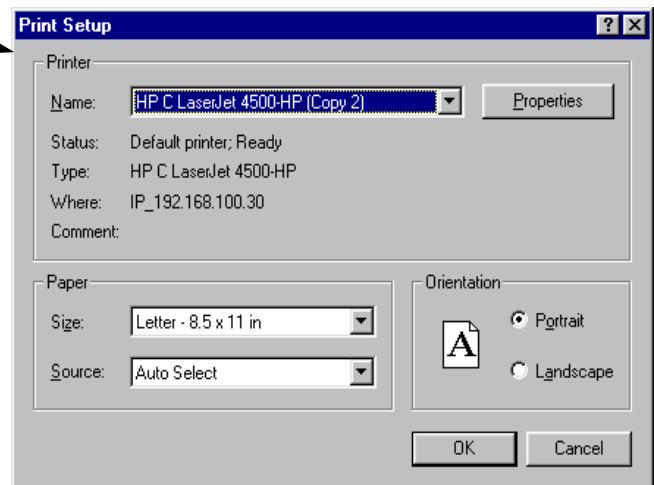 Print Setup
Printer
Name: HP C LaserJet 4500-HP (Copy 2) Properties
Status: Default printer; Ready
Type: HP C LaserJet 4500-HP
Where: IP_192.168.100.30
Comment:
Paper
Size: Letter - 8.5 x 11 in
Source: Auto Select
Orientation
A
Portrait
Landscape
OK Cancel